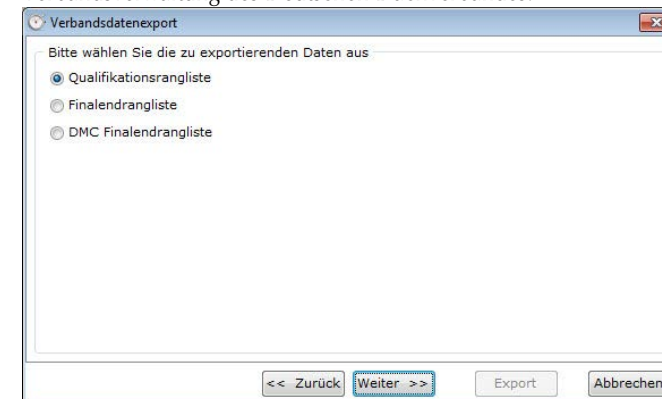 Verbandsdatenexport
Bitte wählen Sie die zu exportierenden Daten aus
Qualifikationsrangliste
Finalendrangliste
DMC Finalendrangliste
<< Zurück Weiter >> Export Abbrechen